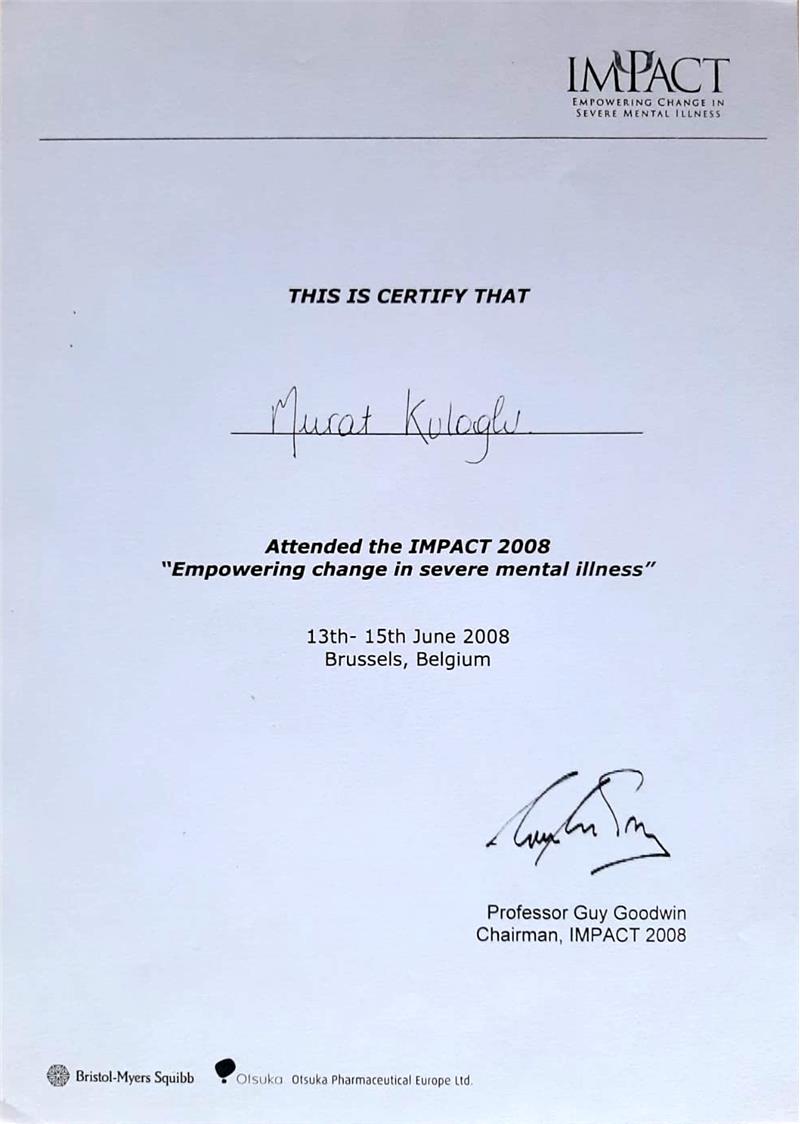 IMPACT
EMPOWERING CHANGE IN
SEVERE MENTAL ILLNESS
THIS IS CERTIFY THAT
Murat Kuloglu.
Attended the IMPACT 2008
"Empowering change in severe mental illness"
13th- 15th June 2008
Brussels, Belgium
Professor Guy Goodwin
Chairman, IMPACT 2008
Bristol-Myers Squibb Otsuka Otsuka Pharmaceutical Europe Ltd.